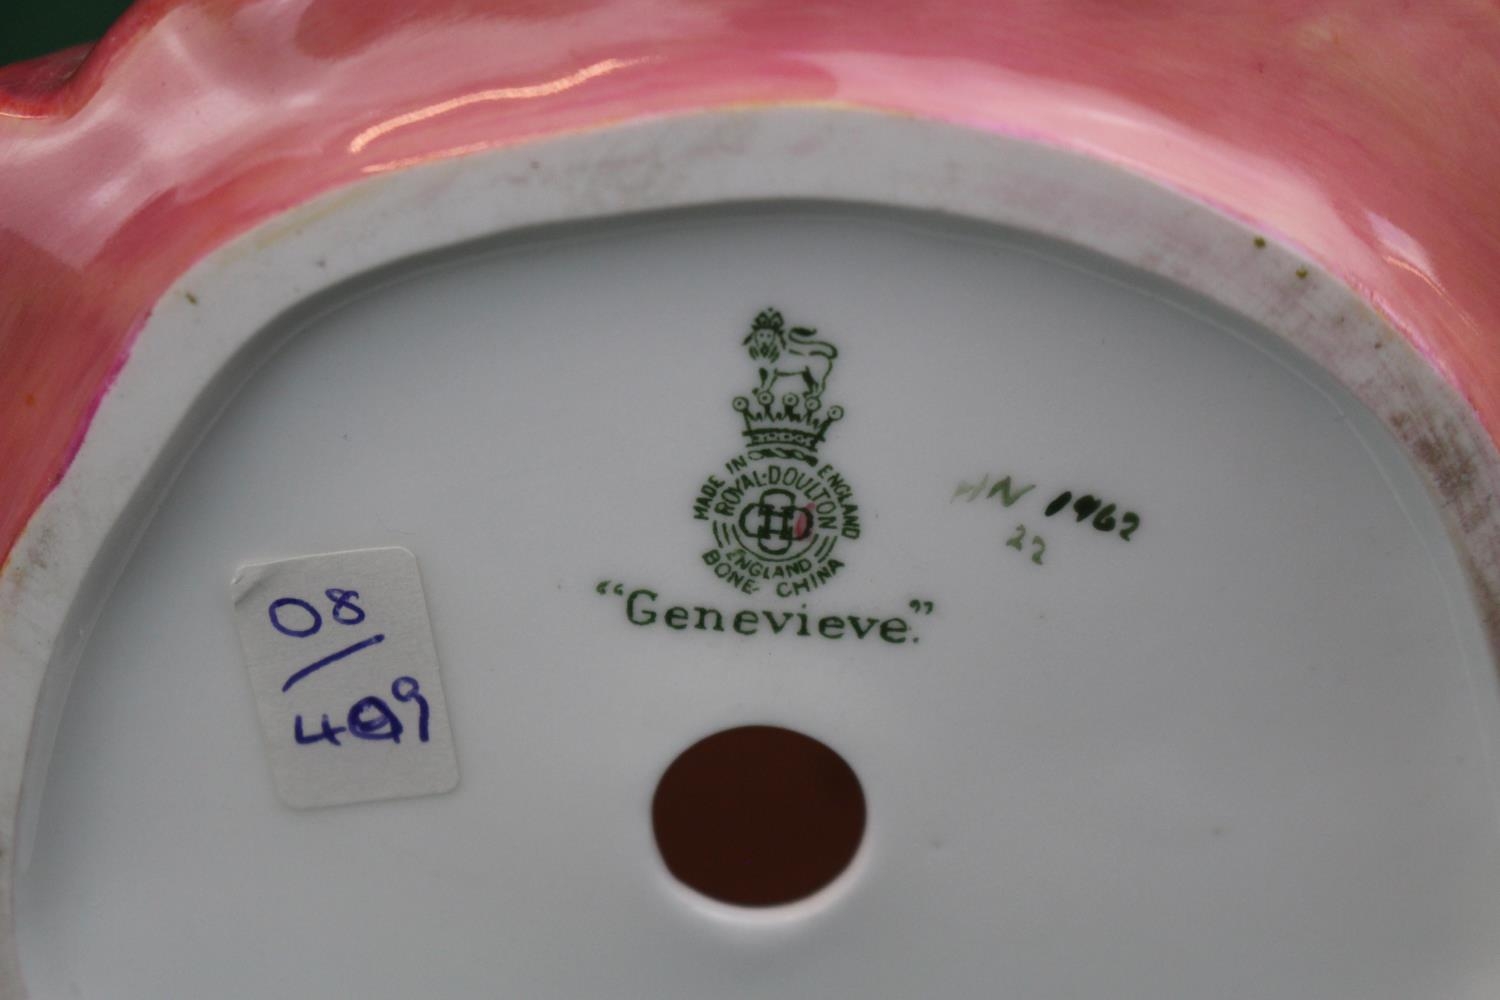 MADE IN ENGLAND
ROYAL·DOULTON
ENGLAND
BONE CHINA
"Genevieve."
HN 1962
22
08
409